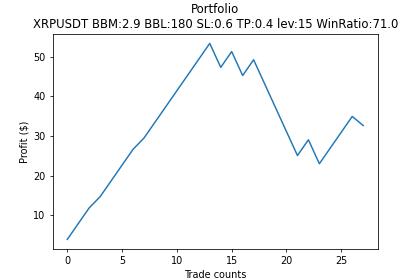 Portfolio
XRPUSDT BBM:2.9 BBL:180 SL:0.6 TP:0.4 lev:15 WinRatio:71.0
Profit ($)
50
40
30
20
10
0 5 10 15 20 25
Trade counts